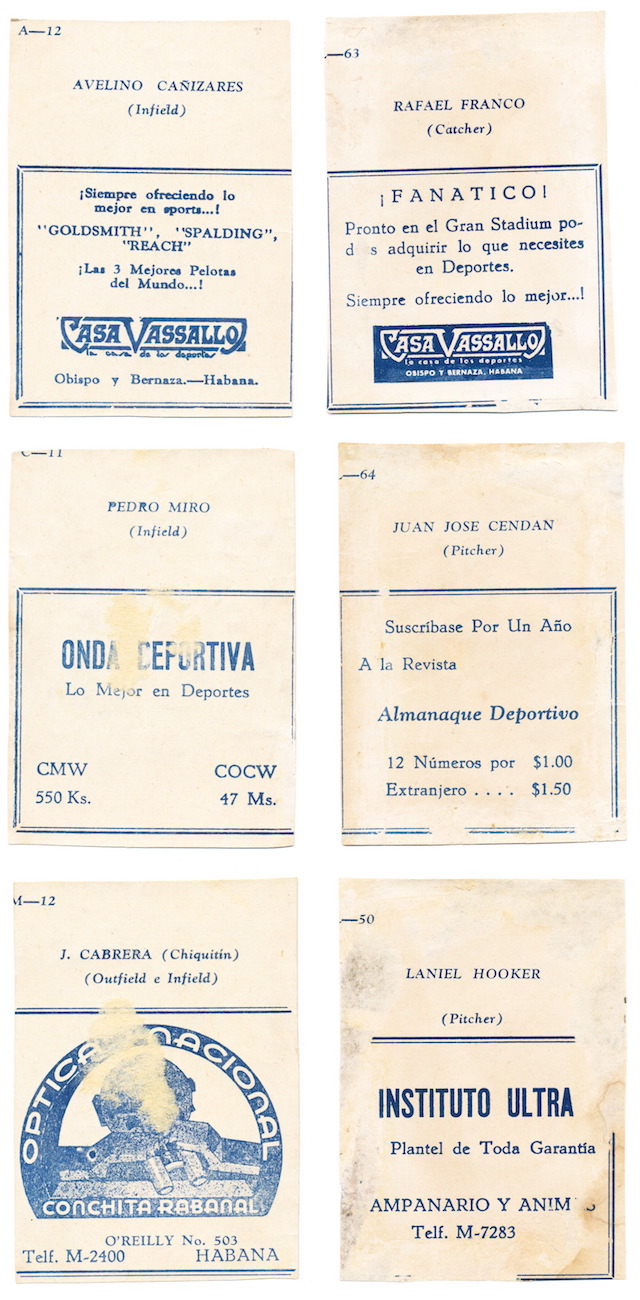 A—12
AVELINO CAÑIZARES
(Infield)
¡Siempre ofreciendo lo
mejor en sports...!
"GOLDSMITH", "SPALDING",
"REACH"
¡Las 3 Mejores Pelotas
del Mundo...!
CASA VASSALLO
la casa de los deportes
Obispo y Bernaza.—Habana.
—63
RAFAEL FRANCO
(Catcher)
¡FANATICO!
Pronto en el Gran Stadium po-
d s adquirir lo que necesites
en Deportes.
Siempre ofreciendo lo mejor...!
CASA VASSALLO
la casa de los deportes
OBISPO Y BERNAZA, HABANA
C—11
PEDRO MIRO
(Infield)
ONDA DEPORTIVA
Lo Mejor en Deportes
CMW COCW
550 Ks. 47 Ms.
—64
JUAN JOSE CENDAN
(Pitcher)
Suscríbase Por Un Año
A la Revista
Almanaque Deportivo
12 Números por $1.00
Extranjero . . . . $1.50
M—12
J. CABRERA (Chiquitín)
(Outfield e Infield)
OPTICA NACIONAL
CONCHITA RABANAL
O'REILLY No. 503
Telf. M-2400 HABANA
—50
LANIEL HOOKER
(Pitcher)
INSTITUTO ULTRA
Plantel de Toda Garantía
AMPANARIO Y ANIM S
Telf. M-7283